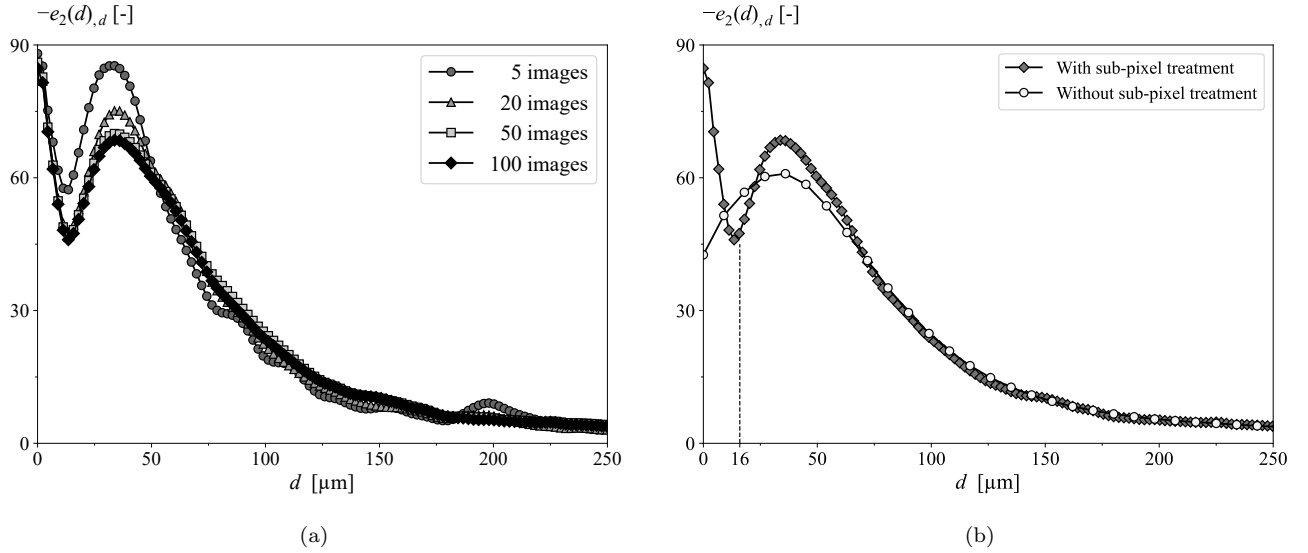 −e₂(d),d [-]
90
60
30
0
0
50
100
150
200
250
d [µm]
5 images
20 images
50 images
100 images
(a)
−e₂(d),d [-]
90
60
30
0
0
16
50
100
150
200
250
d [µm]
With sub-pixel treatment
Without sub-pixel treatment
(b)